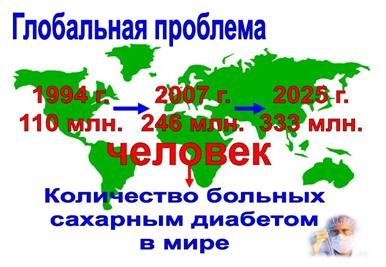 Глобальная проблема
1994 г. 2007 г. 2025 г.
110 млн. 246 млн. 333 млн.
человек
Количество больных
сахарным диабетом
в мире